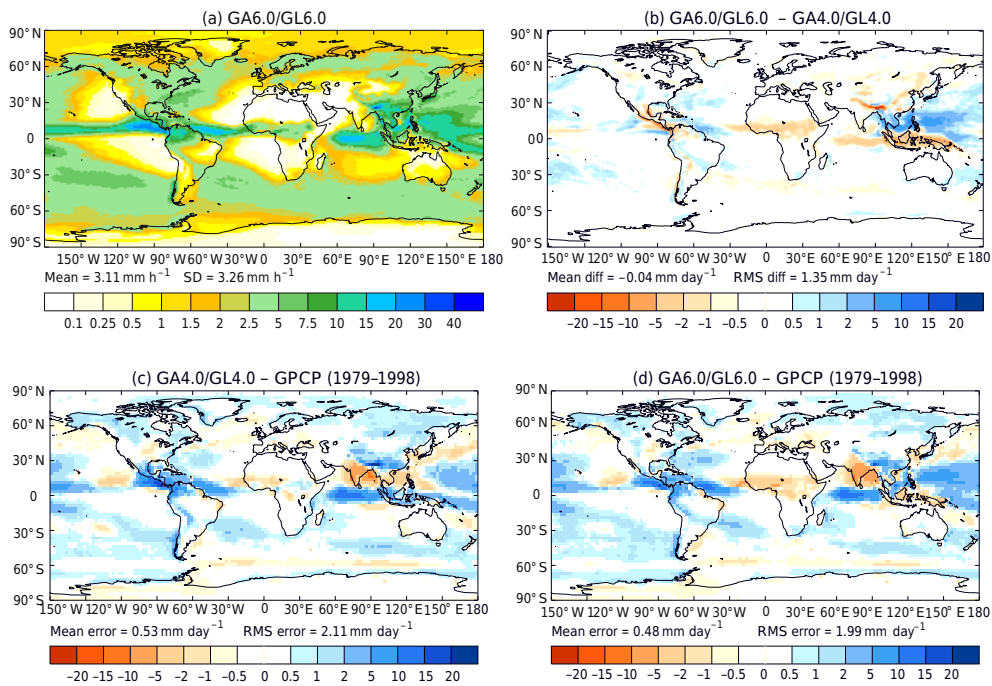 (a) GA6.0/GL6.0
90° N
60° N
30° N
0
30° S
60° S
90° S
150° W 120° W 90° W 60° W 30° W 0 30° E 60° E 90° E 120° E 150° E 180
Mean = 3.11 mm h⁻¹ SD = 3.26 mm h⁻¹
0.1 0.25 0.5 1 1.5 2 5 7.5 10 15 20 30 40
(b) GA6.0/GL6.0 – GA4.0/GL4.0
90° N
60° N
30° N
0
30° S
60° S
90° S
150° W 120° W 90° W 60° W 30° W 0 30° E 60° E 90° E 120° E 150° E 180
Mean diff = −0.04 mm day⁻¹ RMS diff = 1.35 mm day⁻¹
−20 −15 −10 −5 −2 −1 −0.5 0 0.5 1 2 5 10 15 20
(c) GA4.0/GL4.0 – GPCP (1979–1998)
90° N
60° N
30° N
0
30° S
60° S
90° S
150° W 120° W 90° W 60° W 30° W 0 30° E 60° E 90° E 120° E 150° E 180
Mean error = 0.53 mm day⁻¹ RMS error = 2.11 mm day⁻¹
−20 −15 −10 −5 −2 −1 −0.5 0 0.5 1 2 5 10 15 20
(d) GA6.0/GL6.0 – GPCP (1979–1998)
90° N
60° N
30° N
0
30° S
60° S
90° S
150° W 120° W 90° W 60° W 30° W 0 30° E 60° E 90° E 120° E 150° E 180
Mean error = 0.48 mm day⁻¹ RMS error = 1.99 mm day⁻¹
−20 −15 −10 −5 −2 −1 −0.5 0 0.5 1 2 5 10 15 20